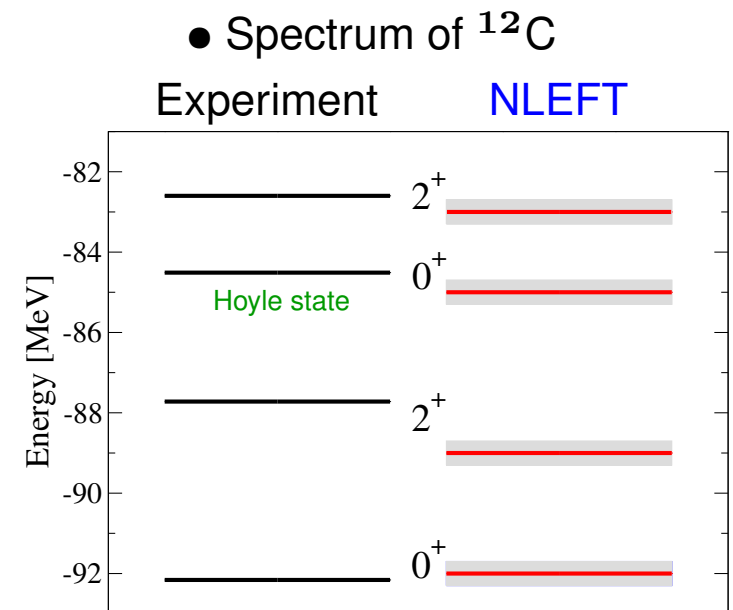 ● Spectrum of ¹²C
Experiment NLEFT
Energy [MeV]
-82
-84
-86
-88
-90
-92
2⁺
0⁺
Hoyle state
2⁺
0⁺